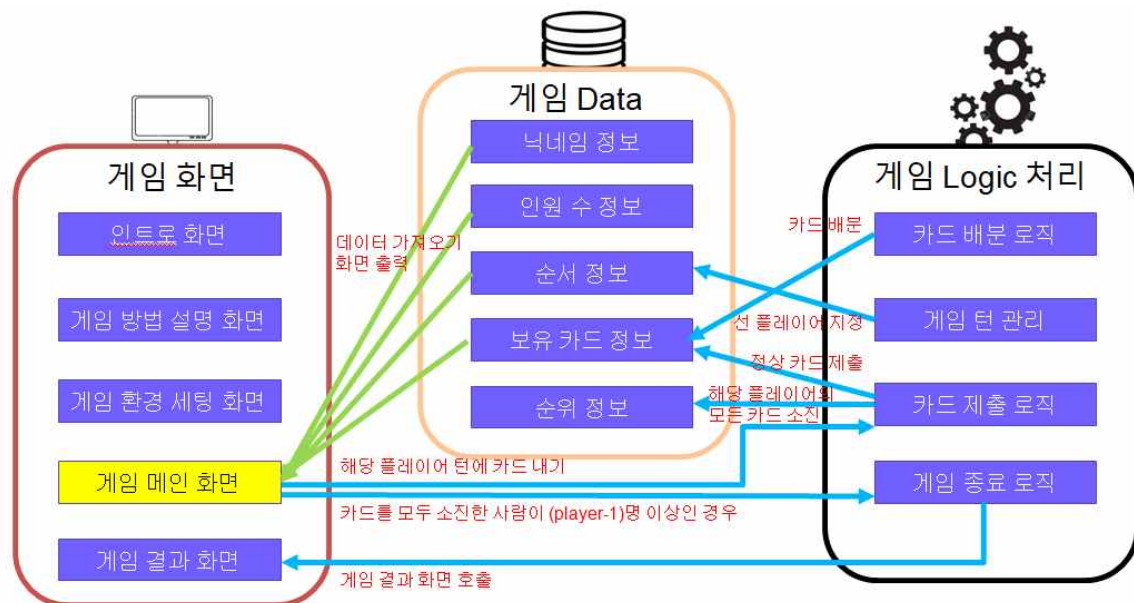 게임 화면
인트로 화면
게임 방법 설명 화면
게임 환경 세팅 화면
게임 메인 화면
게임 결과 화면
데이터 가져오기
화면 출력
게임 Data
닉네임 정보
인원 수 정보
순서 정보
보유 카드 정보
순위 정보
카드 배분
선 플레이어 지정
정상 카드 제출
해당 플레이어의
모든 카드 소진
해당 플레이어 턴에 카드 내기
카드를 모두 소진한 사람이 (player-1)명 이상인 경우
게임 결과 화면 호출
게임 Logic 처리
카드 배분 로직
게임 턴 관리
카드 제출 로직
게임 종료 로직